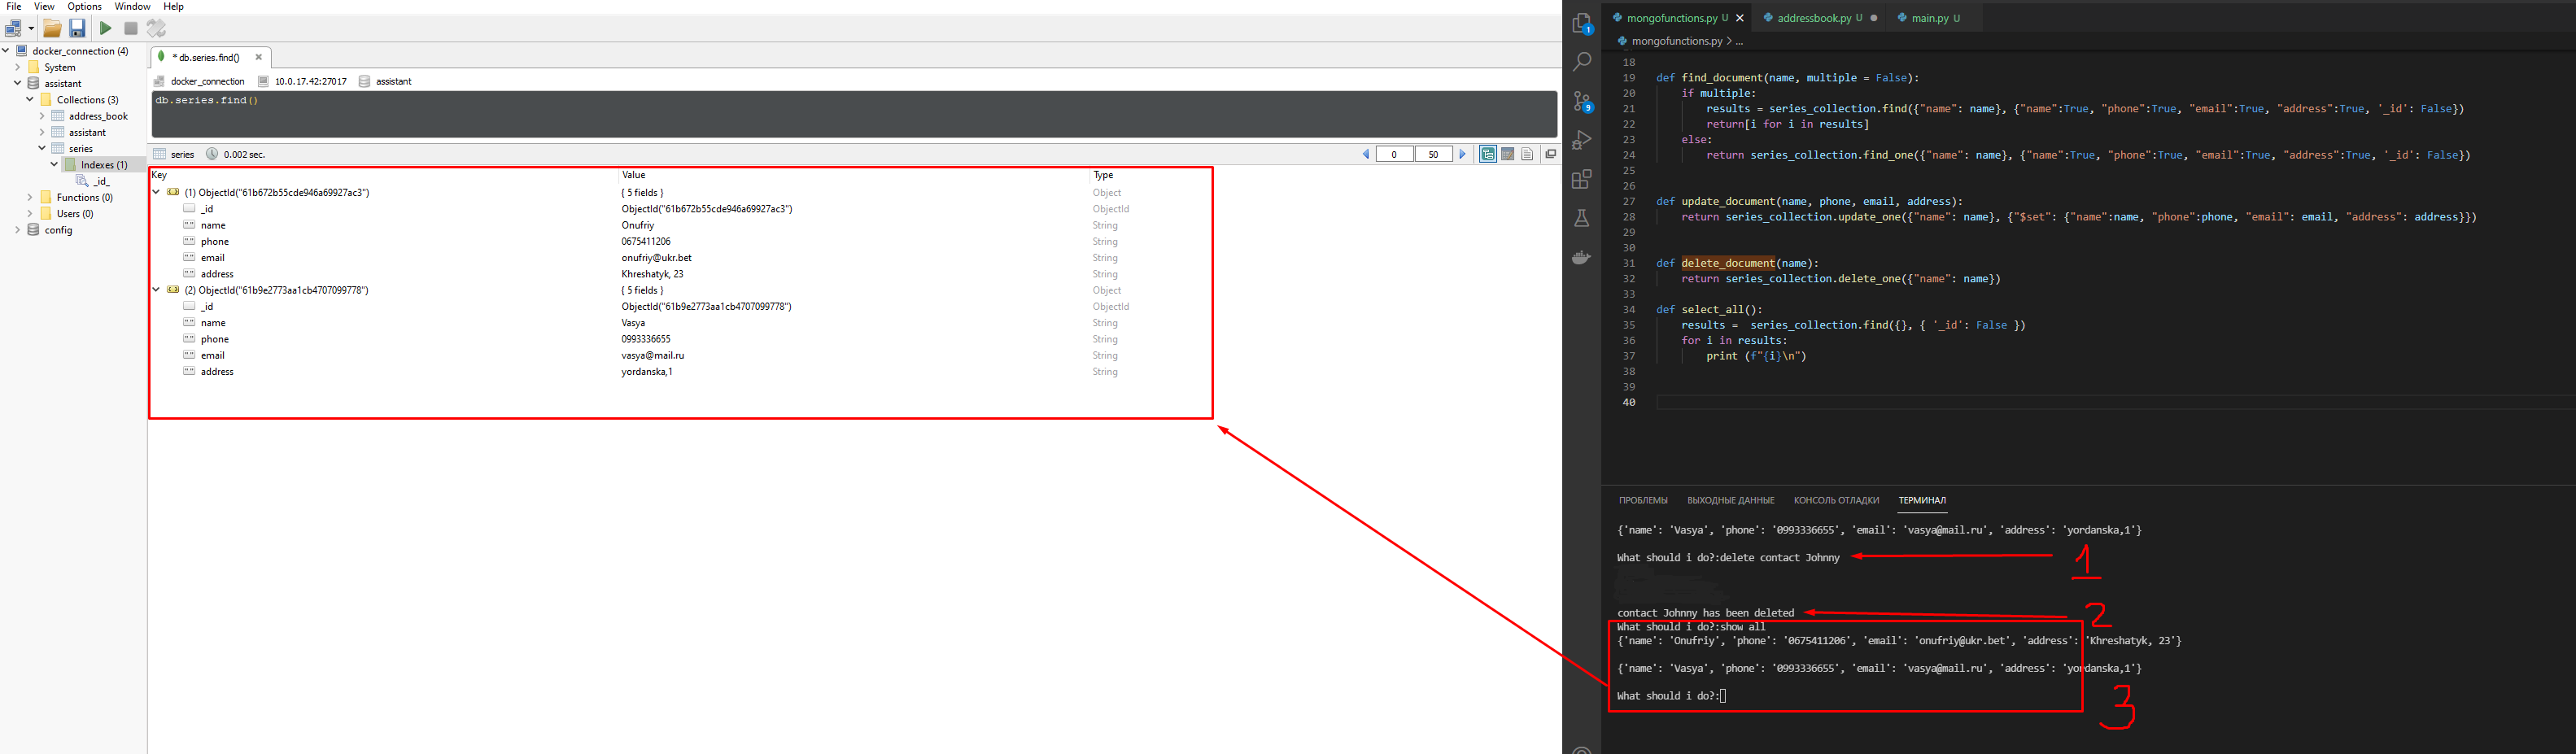 File View Options Window Help
docker_connection (4)
System
assistant
Collections (3)
address_book
assistant
series
Indexes (1)
_id_
Functions (0)
Users (0)
config
* db.series.find()
docker_connection 10.0.17.42:27017 assistant
db.series.find()
series 0.002 sec. 0 50
Key Value Type
(1) ObjectId("61b672b55cde946a69927ac3") { 5 fields } Object
_id ObjectId("61b672b55cde946a69927ac3") ObjectId
name Onufriy String
phone 0675411206 String
email onufriy@ukr.bet String
address Khreshatyk, 23 String
(2) ObjectId("61b9e2773aa1cb4707099778") { 5 fields } Object
_id ObjectId("61b9e2773aa1cb4707099778") ObjectId
name Vasya String
phone 0993336655 String
email vasya@mail.ru String
address yordanska,1 String
1
9
mongofunctions.py U addressbook.py U main.py U
mongofunctions.py > ...
18
19 def find_document(name, multiple = False):
20 if multiple:
21 results = series_collection.find({"name": name}, {"name":True, "phone":True, "email":True, "address":True, '_id': False})
22 return[i for i in results]
23 else:
24 return series_collection.find_one({"name": name}, {"name":True, "phone":True, "email":True, "address":True, '_id': False})
25
26
27 def update_document(name, phone, email, address):
28 return series_collection.update_one({"name": name}, {"$set": {"name":name, "phone":phone, "email": email, "address": address}})
29
30
31 def delete_document(name):
32 return series_collection.delete_one({"name": name})
33
34 def select_all():
35 results = series_collection.find({}, { '_id': False })
36 for i in results:
37 print (f"{i}\n")
38
39
40
ПРОБЛЕМЫ ВЫХОДНЫЕ ДАННЫЕ КОНСОЛЬ ОТЛАДКИ ТЕРМИНАЛ
{'name': 'Vasya', 'phone': '0993336655', 'email': 'vasya@mail.ru', 'address': 'yordanska,1'}
What should i do?:delete contact Johnny
1
contact Johnny has been deleted
2
What should i do?:show all
{'name': 'Onufriy', 'phone': '0675411206', 'email': 'onufriy@ukr.bet', 'address': 'Khreshatyk, 23'}
{'name': 'Vasya', 'phone': '0993336655', 'email': 'vasya@mail.ru', 'address': 'yordanska,1'}
What should i do?:
3